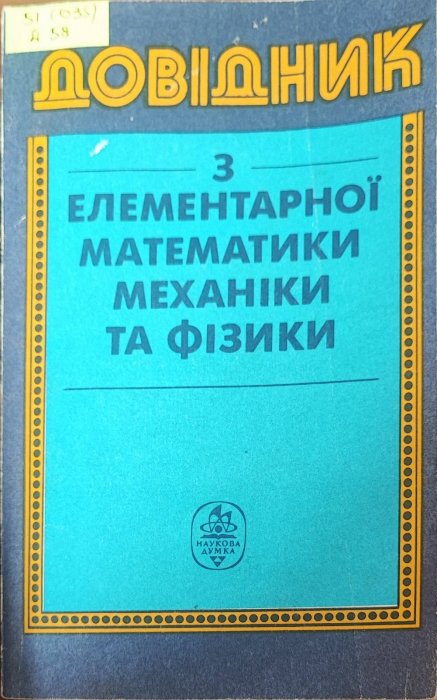 51 (035)
Д 58
ДОВІДНИК
З
ЕЛЕМЕНТАРНОЇ
МАТЕМАТИКИ
МЕХАНІКИ
ТА ФІЗИКИ
НАУКОВА
ДУМКА